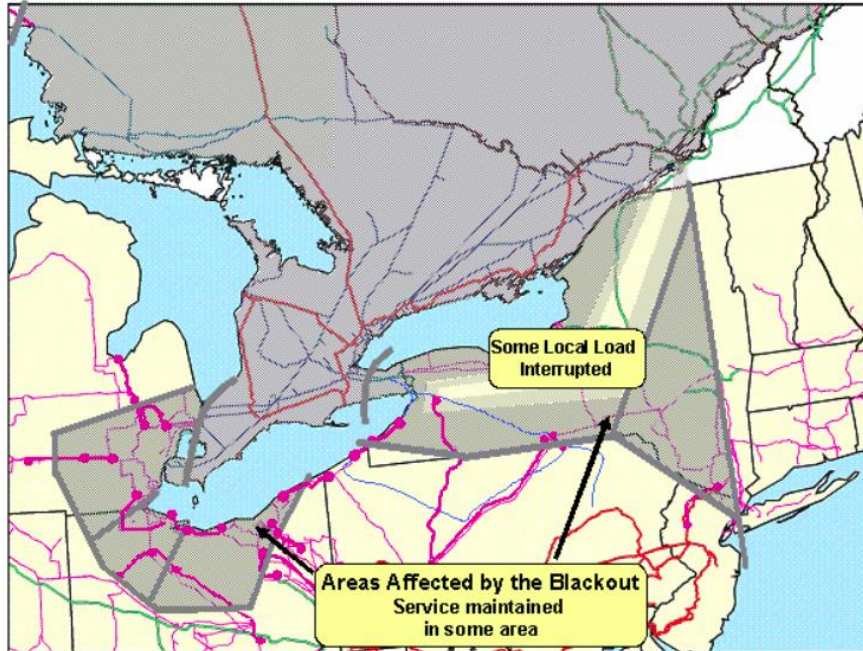 Some Local Load
Interrupted
Areas Affected by the Blackout
Service maintained
in some area